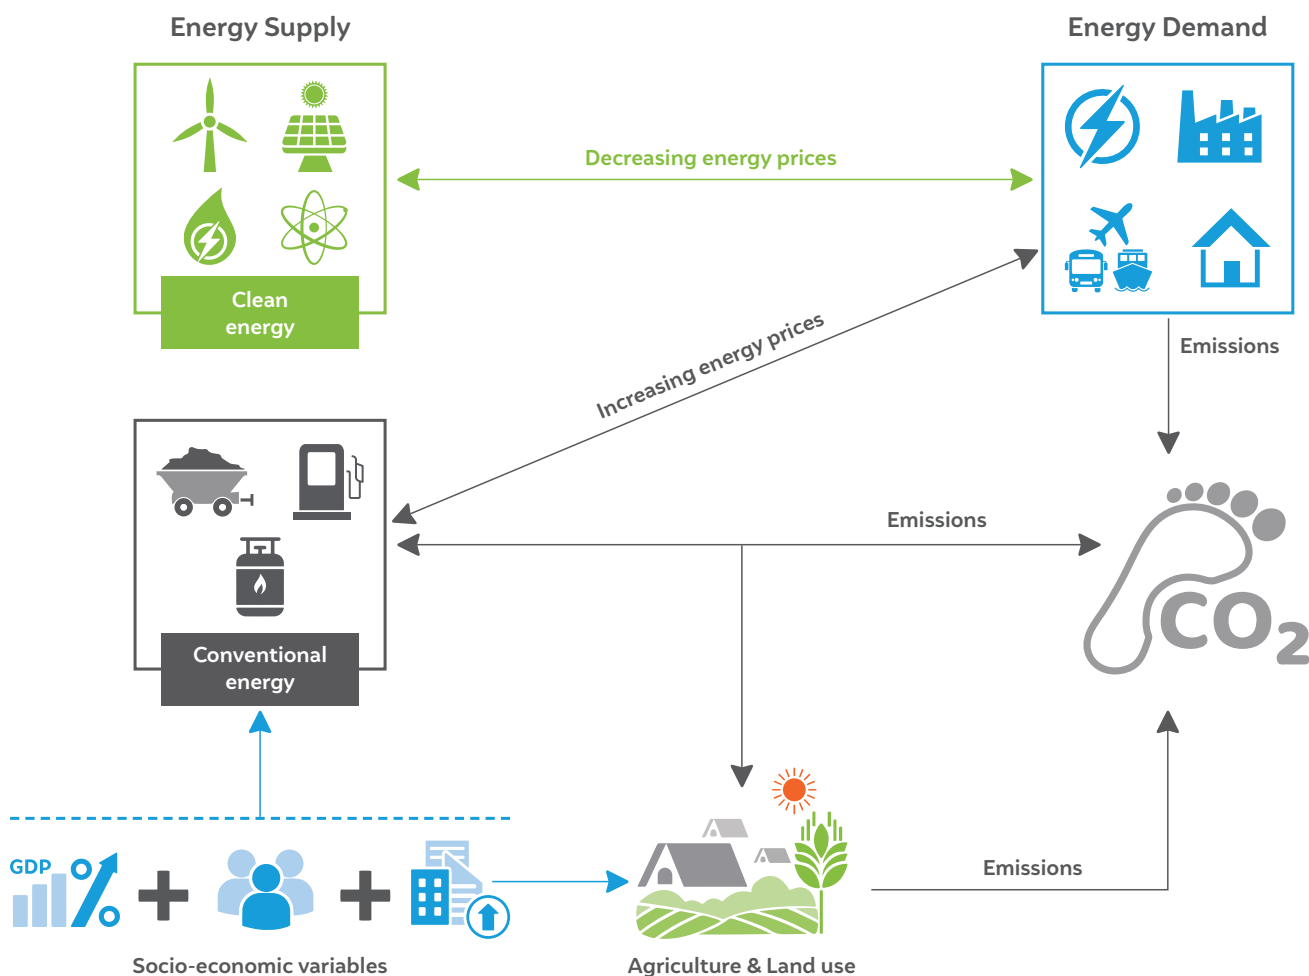 Energy Supply
Energy Demand
Decreasing energy prices
Clean
energy
Increasing energy prices
Emissions
Emissions
CO2
Conventional
energy
GDP
Emissions
Socio-economic variables
Agriculture & Land use